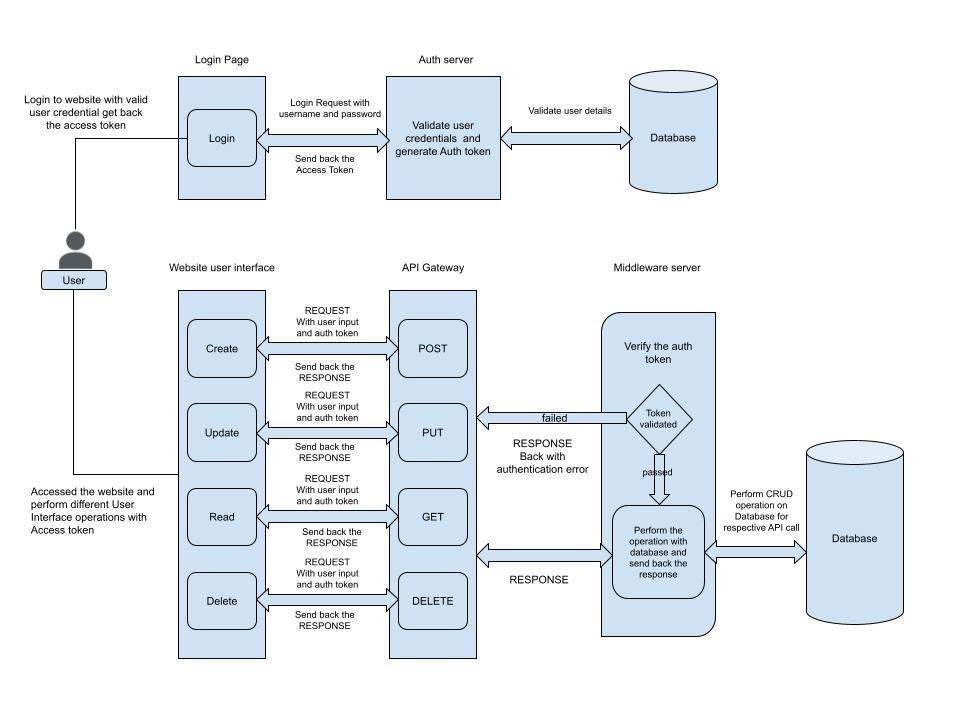 Login Page
Auth server
Login to website with valid
user credential get back
the access token
Login
Login Request with
username and password
Send back the
Access Token
Validate user
credentials and
generate Auth token
Validate user details
Database
User
Website user interface
API Gateway
Middleware server
Create
REQUEST
With user input
and auth token
Send back the
RESPONSE
POST
Update
REQUEST
With user input
and auth token
Send back the
RESPONSE
PUT
Read
REQUEST
With user input
and auth token
Send back the
RESPONSE
GET
Delete
REQUEST
With user input
and auth token
Send back the
RESPONSE
DELETE
Accessed the website and
perform different User
Interface operations with
Access token
Verify the auth
token
Token
validated
failed
RESPONSE
Back with
authentication error
passed
Perform the
operation with
database and
send back the
response
RESPONSE
Perform CRUD
operation on
Database for
respective API call
Database